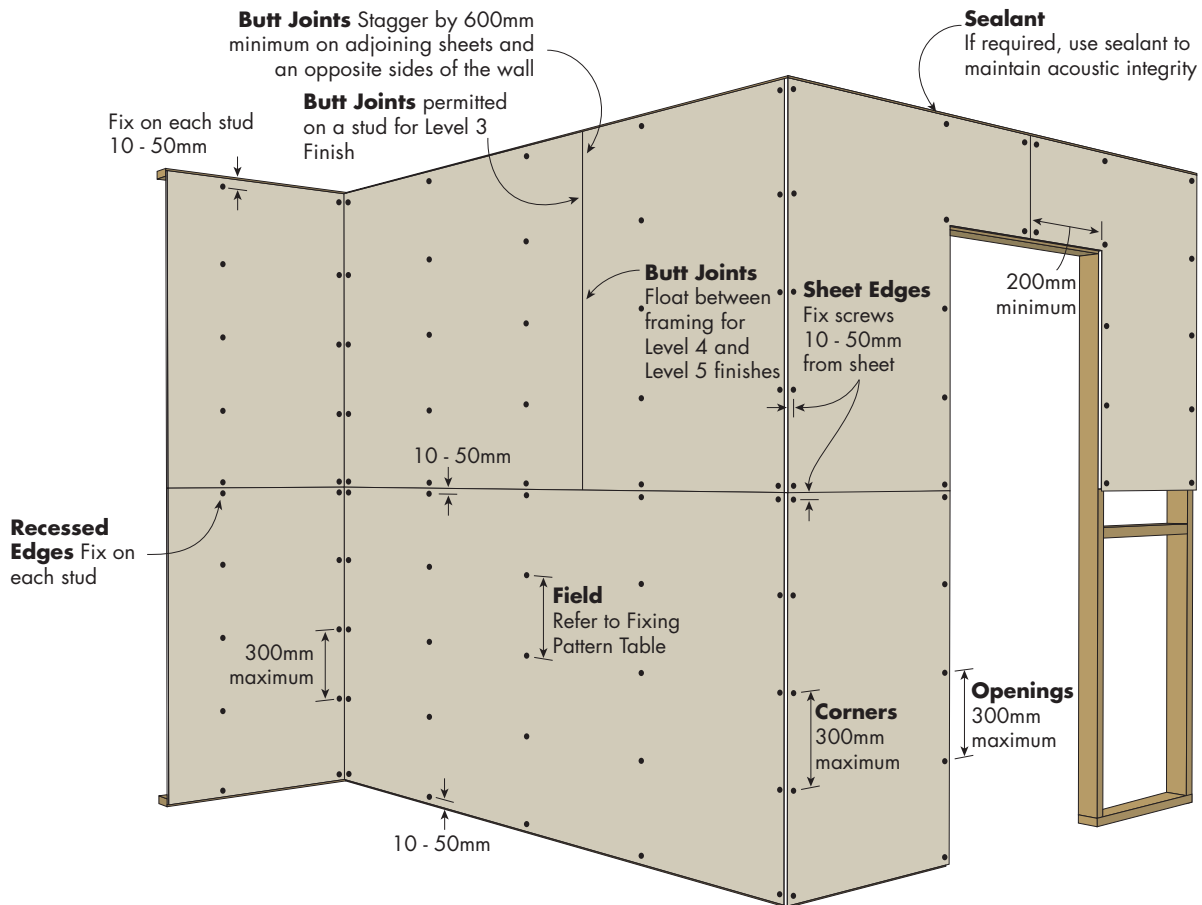 Butt Joints Stagger by 600mm
minimum on adjoining sheets and
an opposite sides of the wall
Sealant
If required, use sealant to
maintain acoustic integrity
Butt Joints permitted
on a stud for Level 3
Finish
Fix on each stud
10 - 50mm
Butt Joints
Float between
framing for
Level 4 and
Level 5 finishes
Sheet Edges
Fix screws
10 - 50mm
from sheet
200mm
minimum
10 - 50mm
Recessed
Edges Fix on
each stud
Field
Refer to Fixing
Pattern Table
300mm
maximum
Corners
300mm
maximum
Openings
300mm
maximum
10 - 50mm